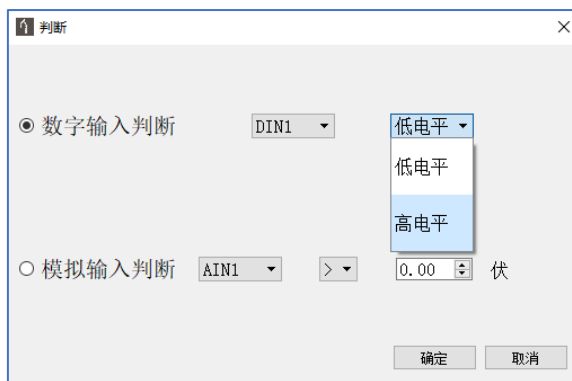 判断
数字输入判断 DIN1 低电平
低电平
高电平
模拟输入判断 AIN1 > 0.00 伏
确定 取消